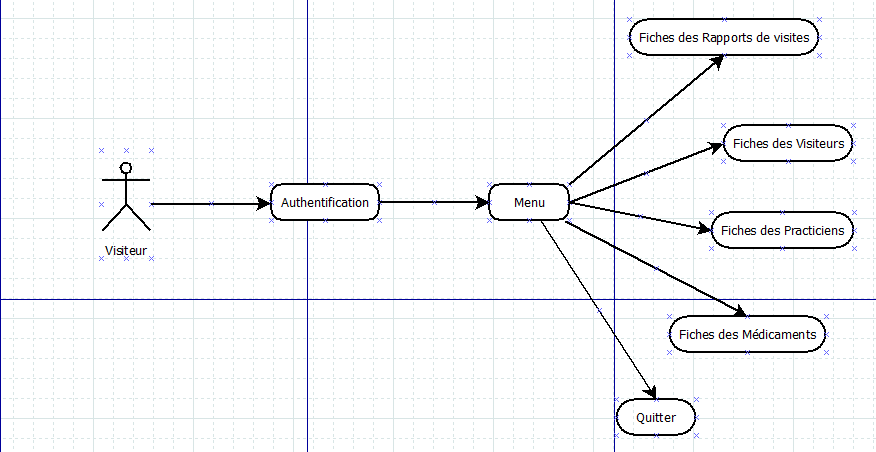 Visiteur
Authentification
Menu
Fiches des Rapports de visites
Fiches des Visiteurs
Fiches des Practiciens
Fiches des Médicaments
Quitter